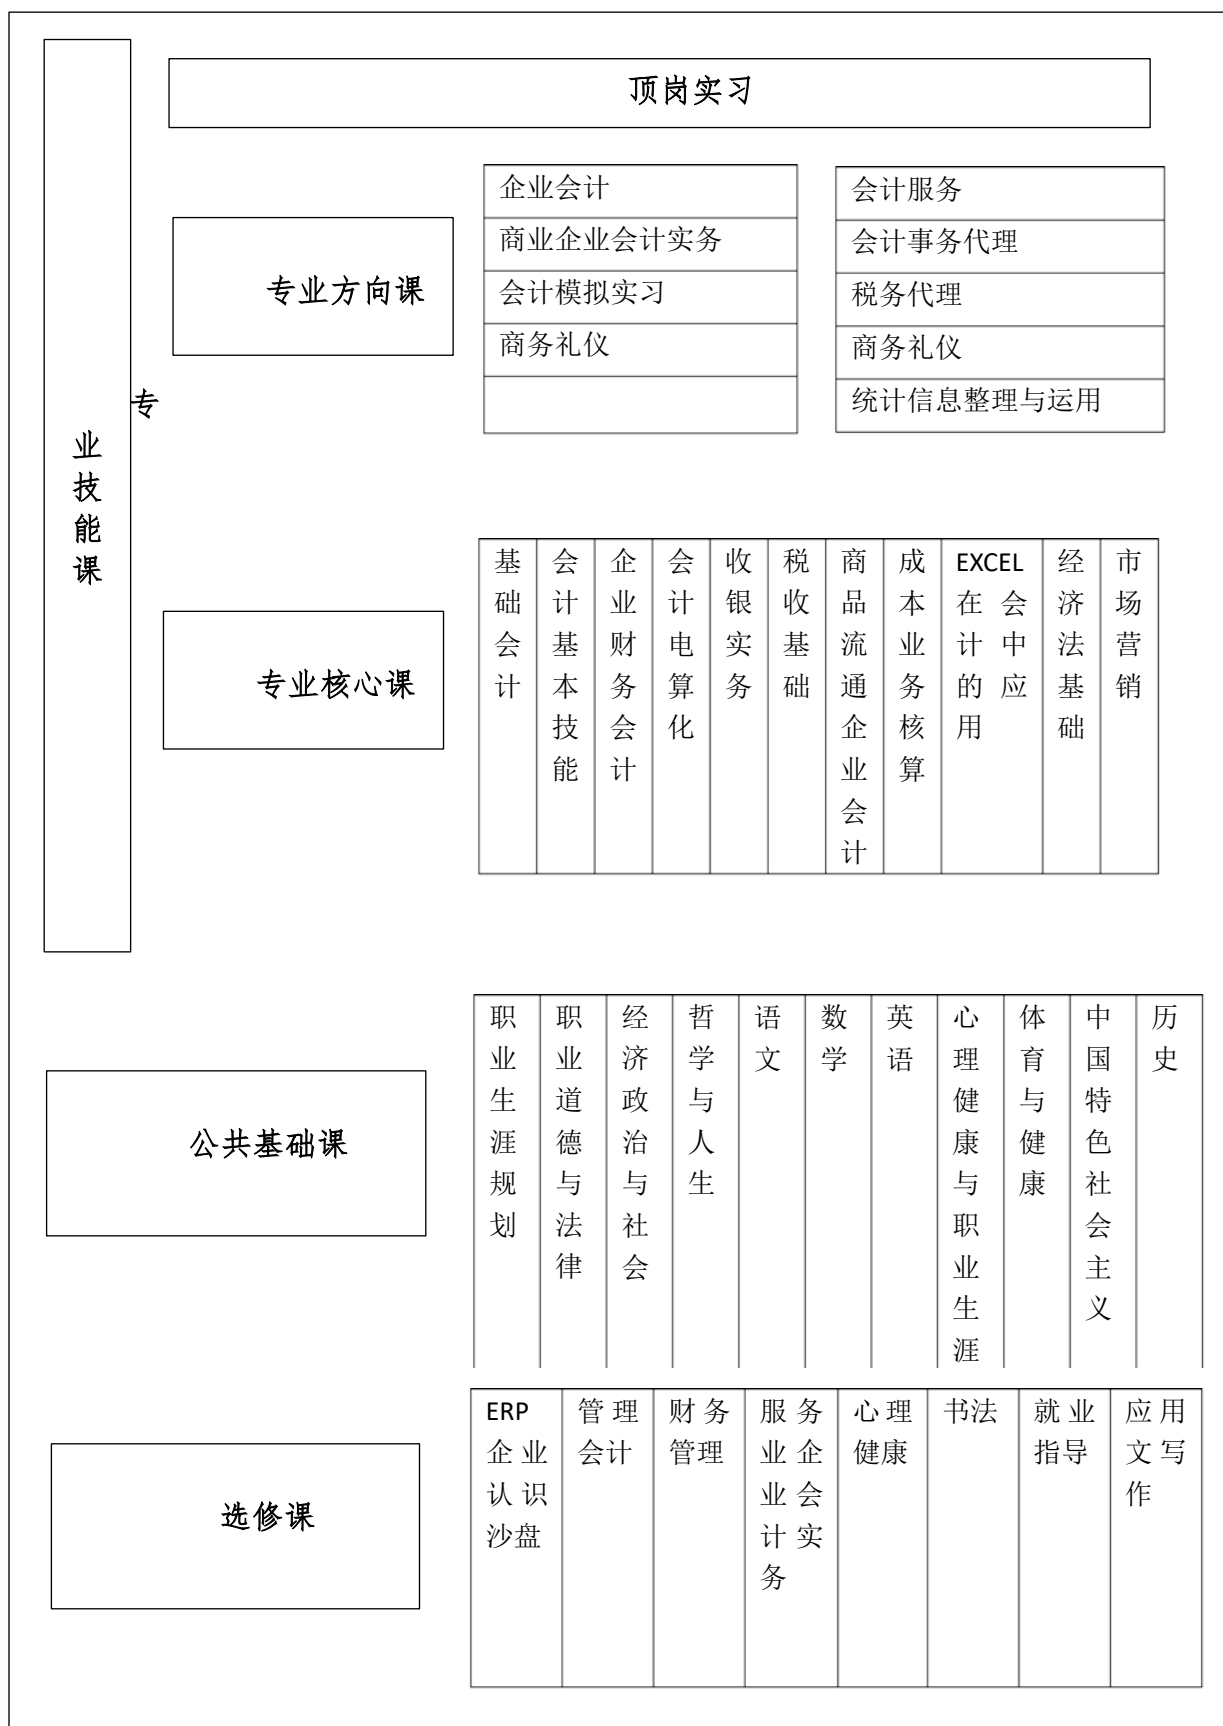 顶岗实习
专
业
技
能
课
专业方向课
企业会计
商业企业会计实务
会计模拟实习
商务礼仪
会计服务
会计事务代理
税务代理
商务礼仪
统计信息整理与运用
专业核心课
基础会计
会计基本技能
企业财务会计
会计电算化
收银实务
税收基础
商品流通企业会计
成本业务核算
EXCEL
在会
计中
的应
用
经济法基础
市场营销
公共基础课
职业生涯规划
职业道德与法律
经济政治与社会
哲学与人生
语文
数学
英语
心理健康与职业生涯
体育与健康
中国特色社会主义
历史
选修课
ERP
企业
认识
沙盘
管理
会计
财务
管理
服务
业企
业会
计实
务
心理
健康
书法
就业
指导
应用
文写
作